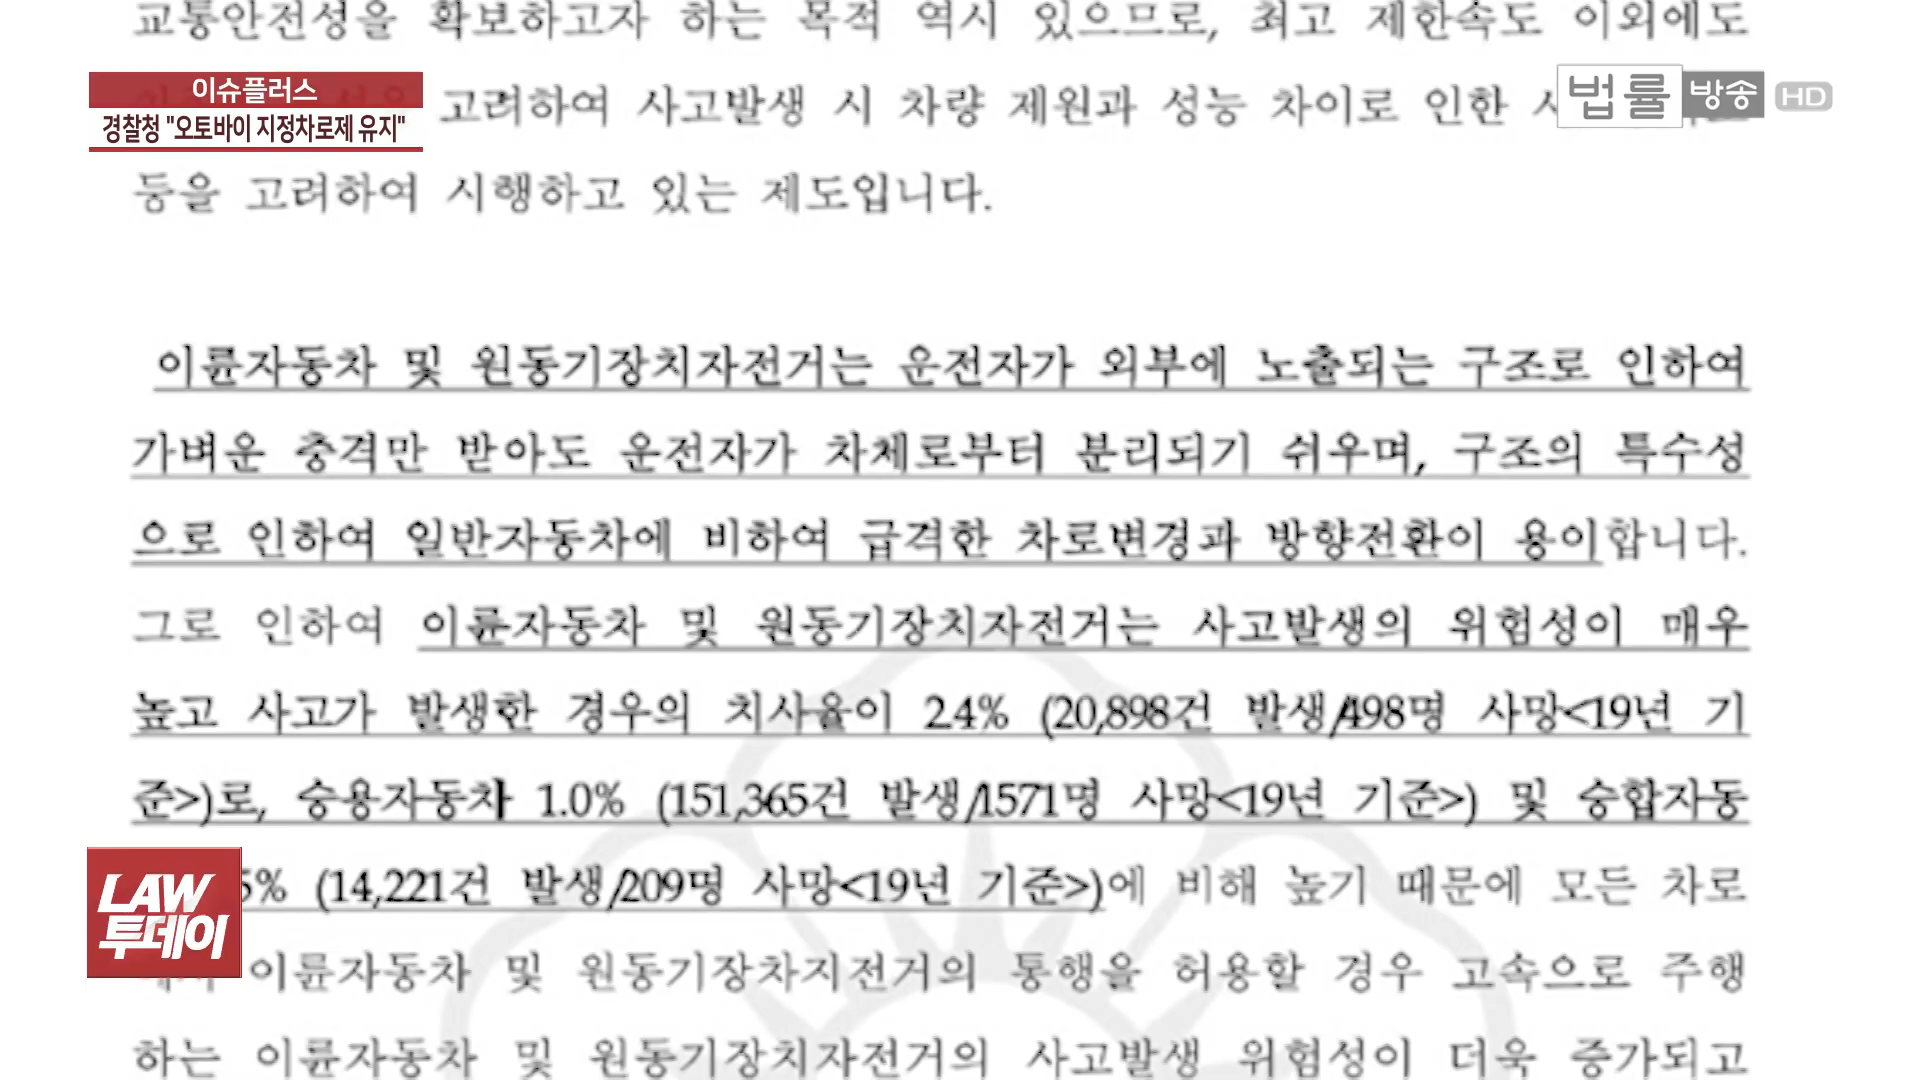 교통안전성을 확보하고자 하는 목적 역시 있으므로, 최고 제한속도 이외에도
이슈플러스
경찰청 "오토바이 지정차로제 유지"
고려하여 사고발생 시 차량 제원과 성능 차이로 인한
법률방송 HD
등을 고려하여 시행하고 있는 제도입니다.
이륜자동차 및 원동기장치자전거는 운전자가 외부에 노출되는 구조로 인하여
가벼운 충격만 받아도 운전자가 차체로부터 분리되기 쉬우며, 구조의 특수성
으로 인하여 일반자동차에 비하여 급격한 차로변경과 방향전환이 용이합니다.
그로 인하여 이륜자동차 및 원동기장치자전거는 사고발생의 위험성이 매우
높고 사고가 발생한 경우의 치사율이 2.4% (20,898건 발생/498명 사망<19년 기
준>)로, 승용자동차 1.0% (151,365건 발생/1571명 사망<19년 기준>) 및 승합자동
5% (14,221건 발생/209명 사망<19년 기준>)에 비해 높기 때문에 모든 차로
LAW
투데이
이륜자동차 및 원동기장차지전거의 통행을 허용할 경우 고속으로 주행
하는 이륜자동차 및 원동기장치자전거의 사고발생 위험성이 더욱 증가되고